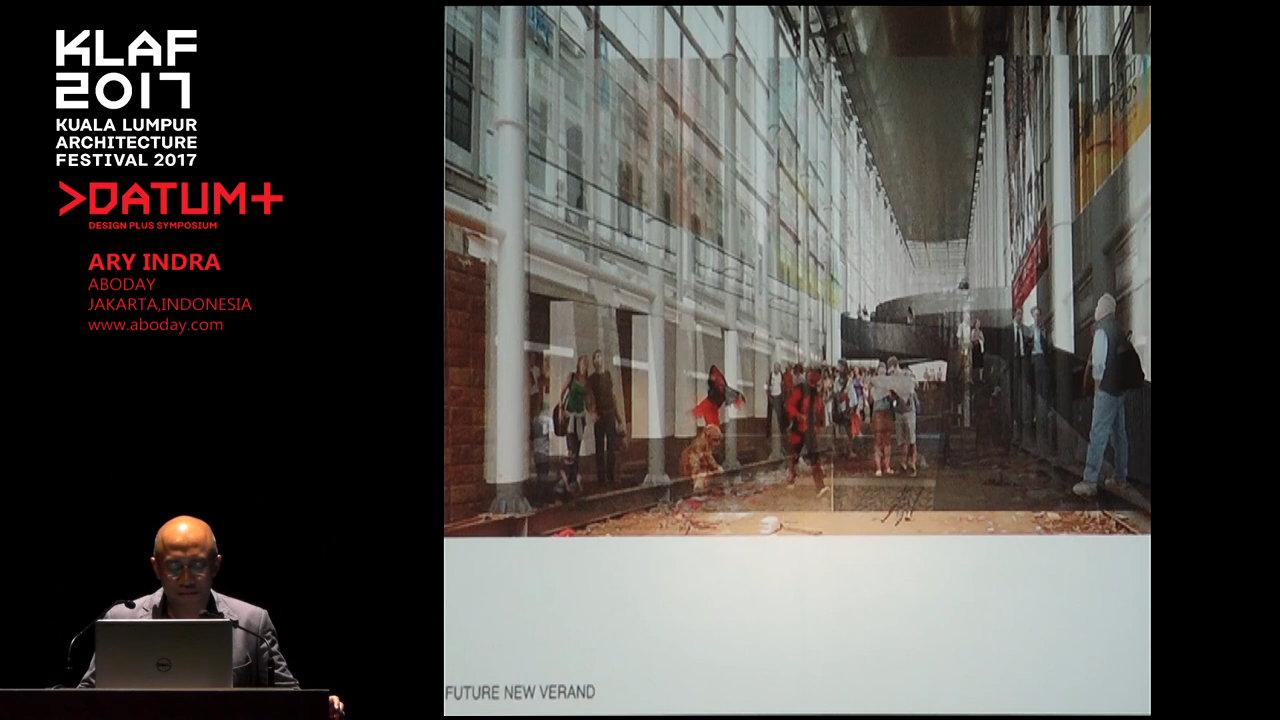 KLAF
2017
KUALA LUMPUR
ARCHITECTURE
FESTIVAL 2017
>DATUM+
DESIGN PLUS SYMPOSIUM
ARY INDRA
ABODAY
JAKARTA,INDONESIA
www.aboday.com
DELL
FUTURE NEW VERAND